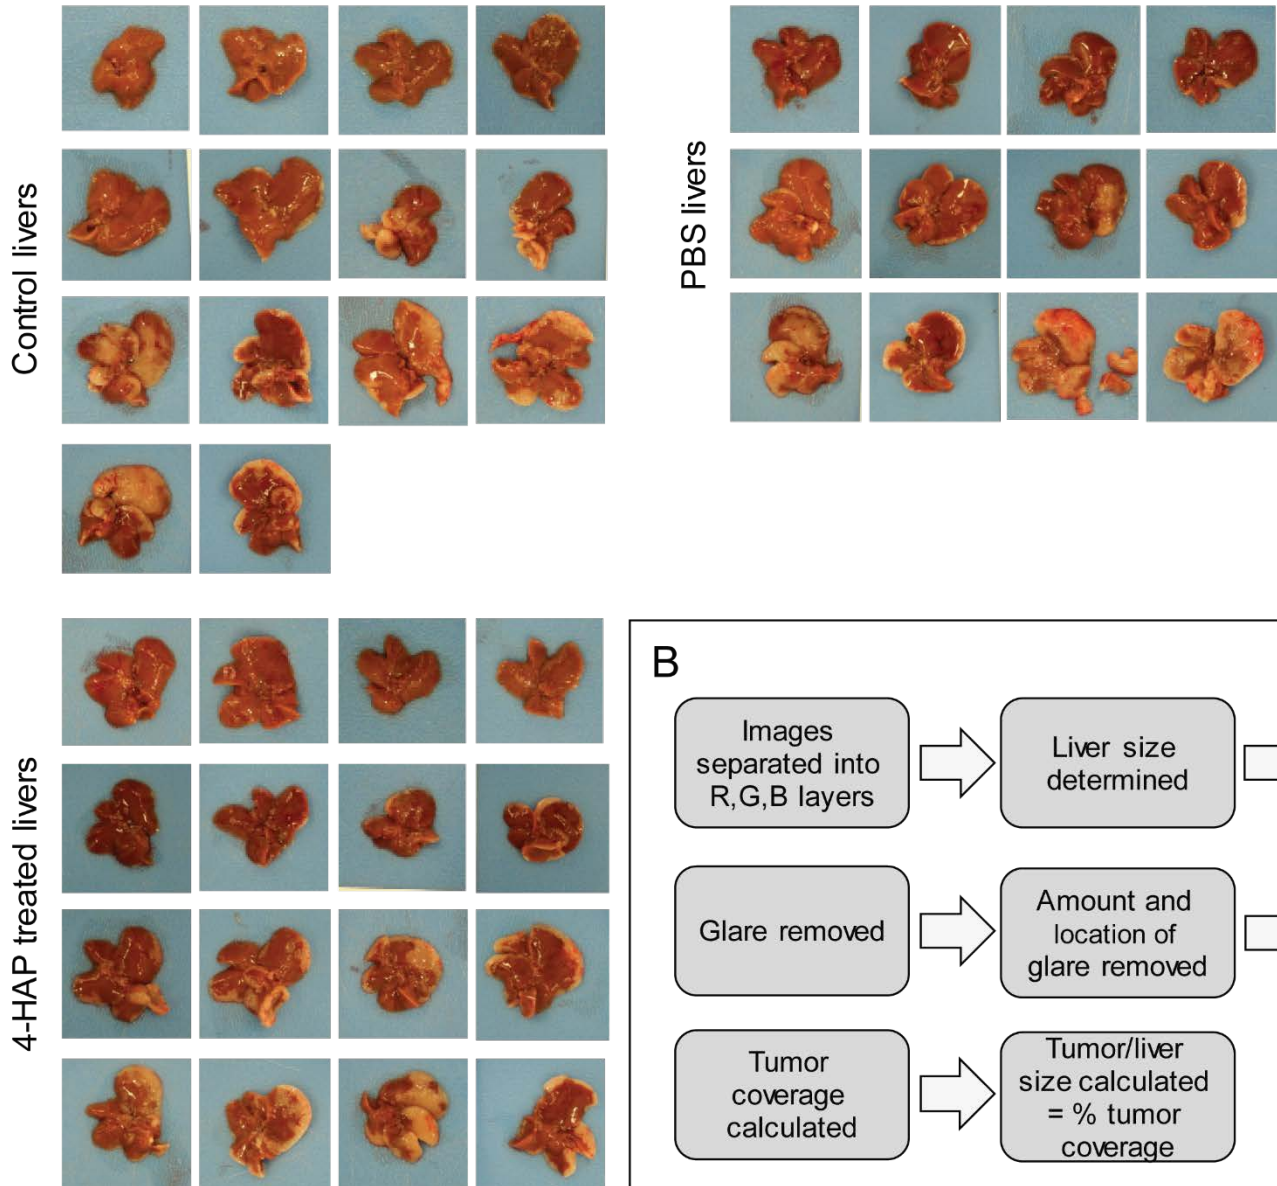 Control livers
PBS livers
4-HAP treated livers
B
Images
separated into
R,G,B layers
Liver size
determined
Glare removed
Amount and
location of
glare removed
Tumor
coverage
calculated
Tumor/liver
size calculated
= % tumor
coverage